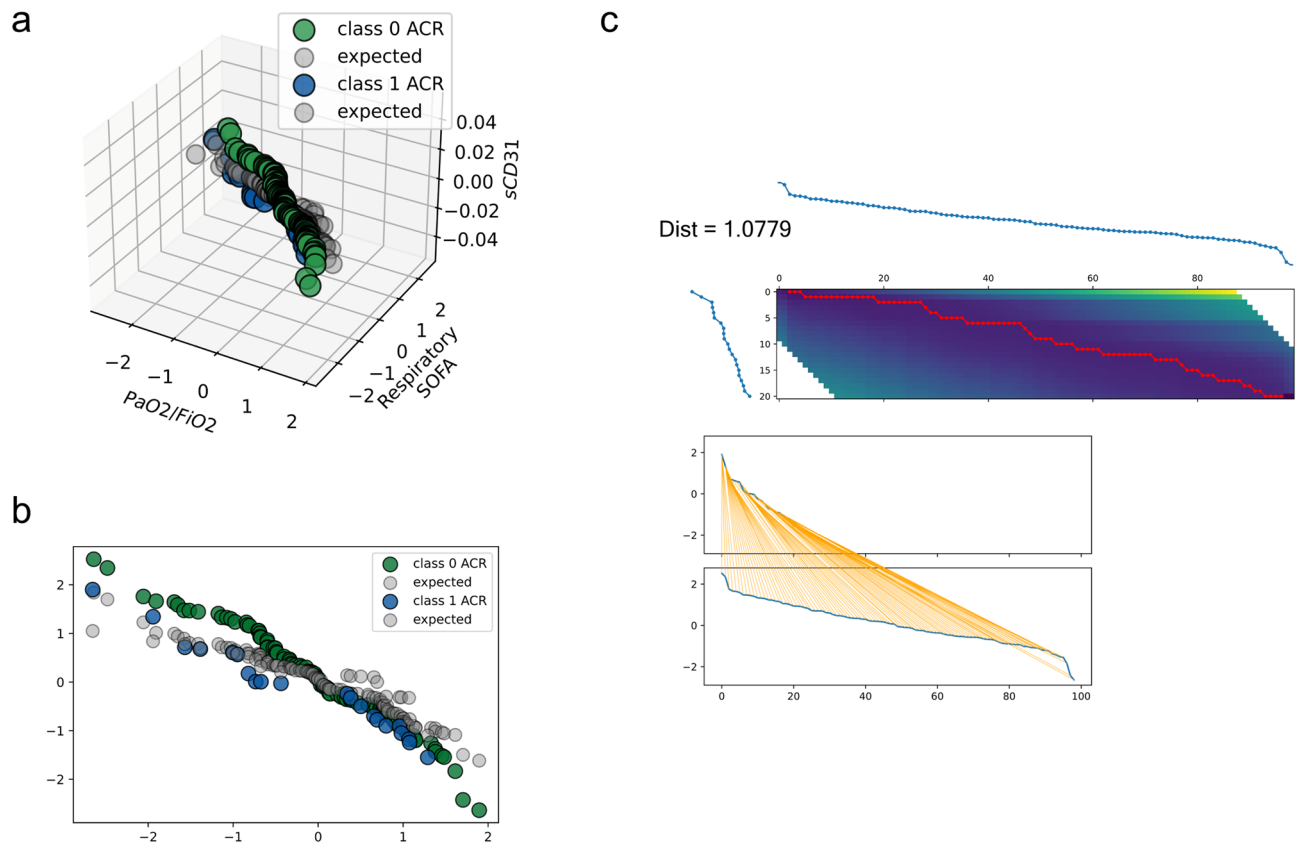 a
class 0 ACR
expected
class 1 ACR
expected
0.04
0.02
0.00
−0.02
−0.04
sCD31
−2
−1
0
1
2
PaO2/FiO2
−2
−1
0
1
2
Respiratory
SOFA
b
class 0 ACR
expected
class 1 ACR
expected
2
1
0
−1
−2
−2
−1
0
1
2
c
Dist = 1.0779
0
20
40
60
80
0
5
10
15
20
2
0
−2
2
0
−2
0
20
40
60
80
100